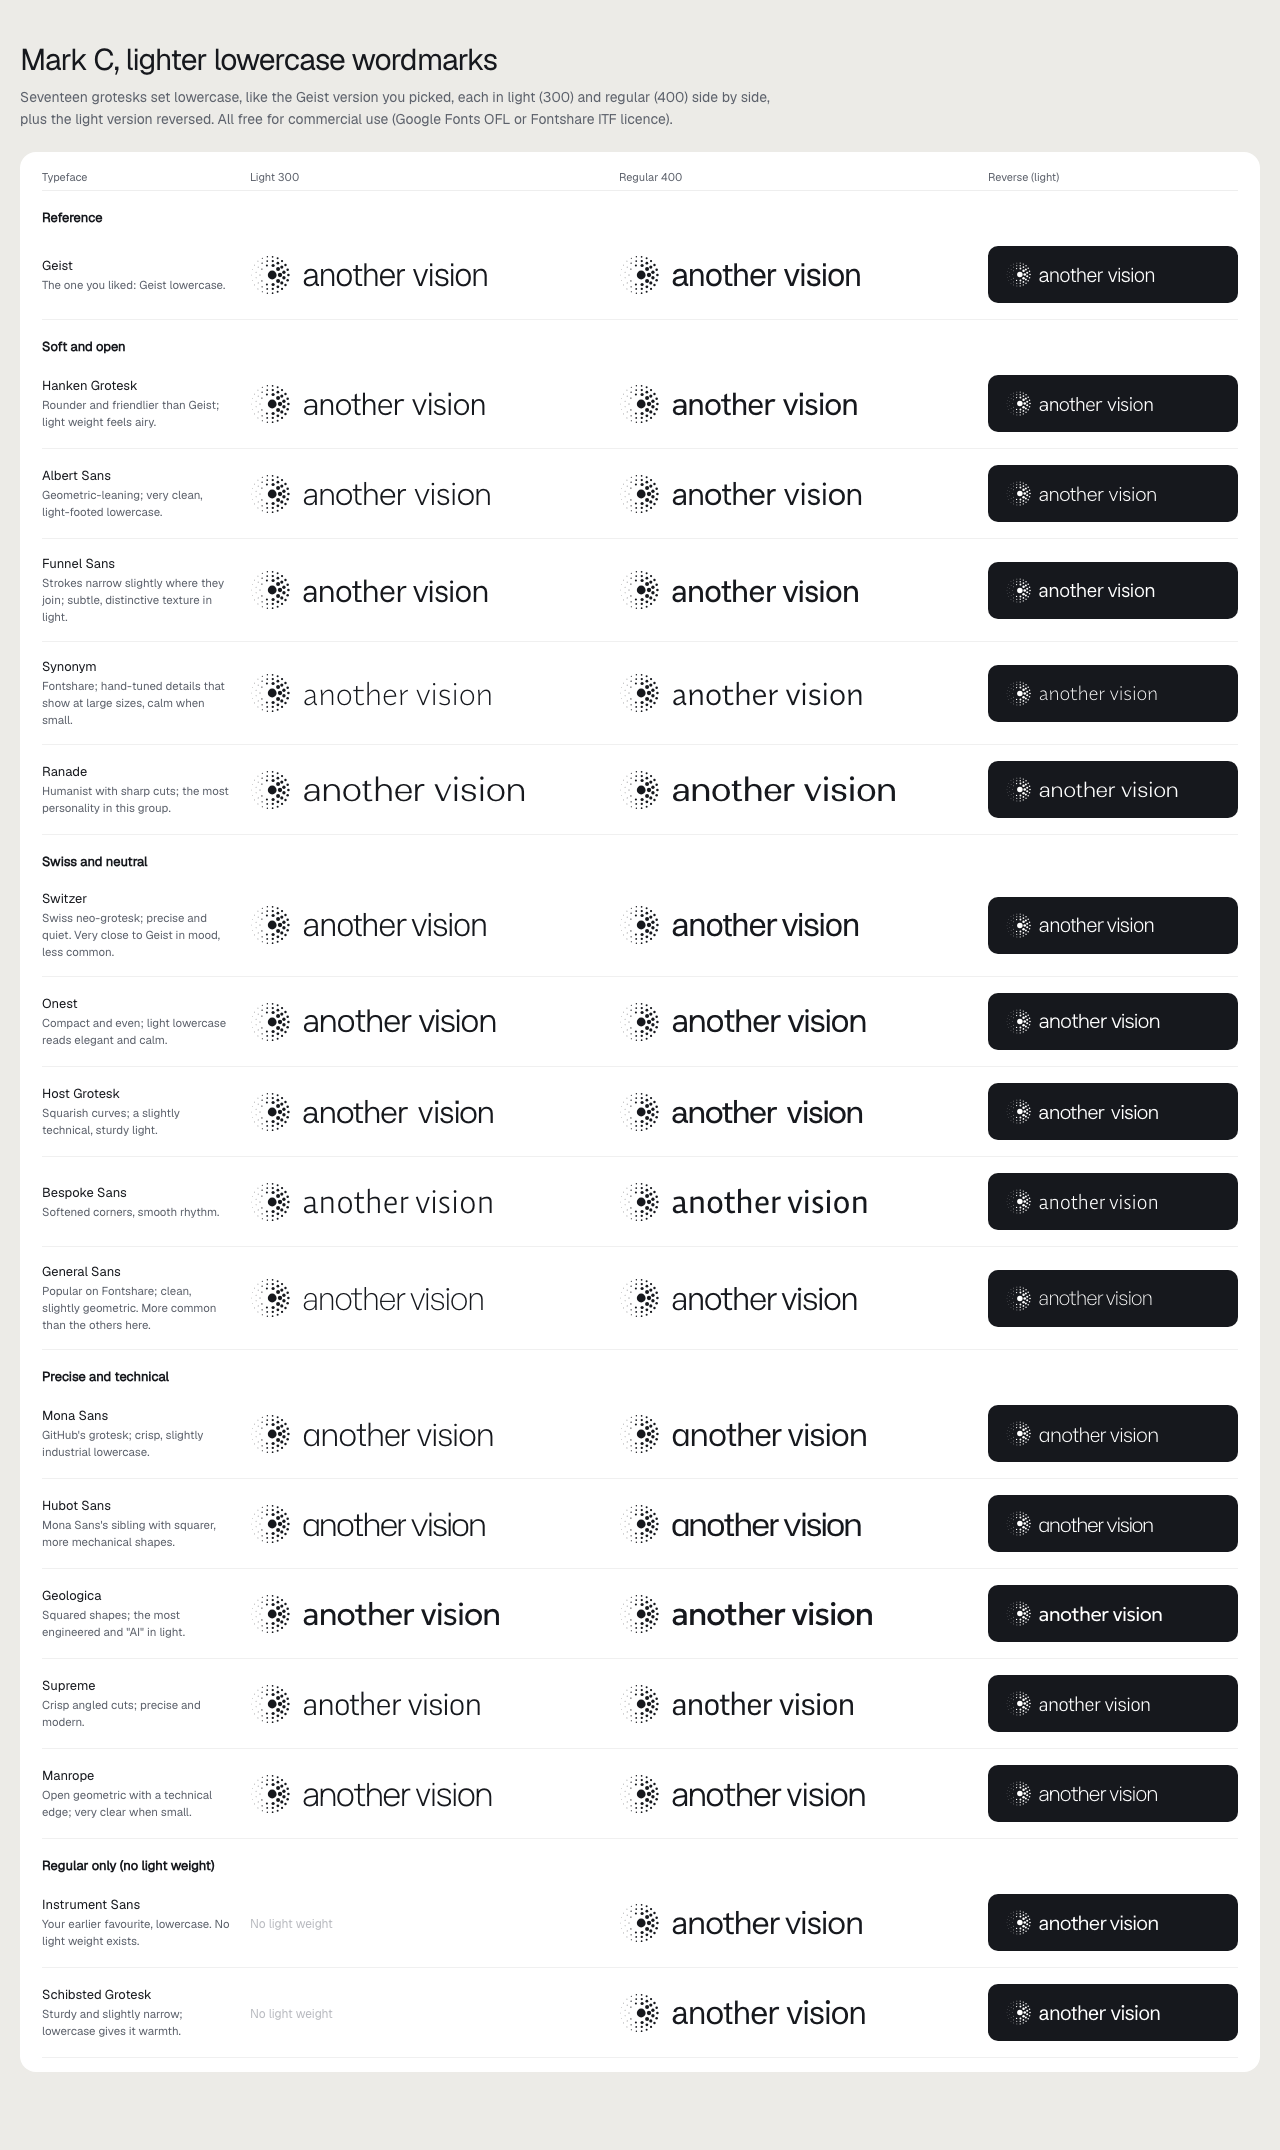 Mark C, lighter lowercase wordmarks
Seventeen grotesks set lowercase, like the Geist version you picked, each in light (300) and regular (400) side by side,
plus the light version reversed. All free for commercial use (Google Fonts OFL or Fontshare ITF licence).
Typeface Light 300 Regular 400 Reverse (light)
Reference
Geist
The one you liked: Geist lowercase.
another vision another vision another vision
Soft and open
Hanken Grotesk
Rounder and friendlier than Geist;
light weight feels airy.
another vision another vision another vision
Albert Sans
Geometric-leaning; very clean,
light-footed lowercase.
another vision another vision another vision
Funnel Sans
Strokes narrow slightly where they
join; subtle, distinctive texture in
light.
another vision another vision another vision
Synonym
Fontshare; hand-tuned details that
show at large sizes, calm when
small.
another vision another vision another vision
Ranade
Humanist with sharp cuts; the most
personality in this group.
another vision another vision another vision
Swiss and neutral
Switzer
Swiss neo-grotesk; precise and
quiet. Very close to Geist in mood,
less common.
another vision another vision another vision
Onest
Compact and even; light lowercase
reads elegant and calm.
another vision another vision another vision
Host Grotesk
Squarish curves; a slightly
technical, sturdy light.
another vision another vision another vision
Bespoke Sans
Softened corners, smooth rhythm.
another vision another vision another vision
General Sans
Popular on Fontshare; clean,
slightly geometric. More common
than the others here.
another vision another vision another vision
Precise and technical
Mona Sans
GitHub's grotesk; crisp, slightly
industrial lowercase.
another vision another vision another vision
Hubot Sans
Mona Sans's sibling with squarer,
more mechanical shapes.
another vision another vision another vision
Geologica
Squared shapes; the most
engineered and "AI" in light.
another vision another vision another vision
Supreme
Crisp angled cuts; precise and
modern.
another vision another vision another vision
Manrope
Open geometric with a technical
edge; very clear when small.
another vision another vision another vision
Regular only (no light weight)
Instrument Sans
Your earlier favourite, lowercase. No
light weight exists.
No light weight another vision another vision
Schibsted Grotesk
Sturdy and slightly narrow;
lowercase gives it warmth.
No light weight another vision another vision